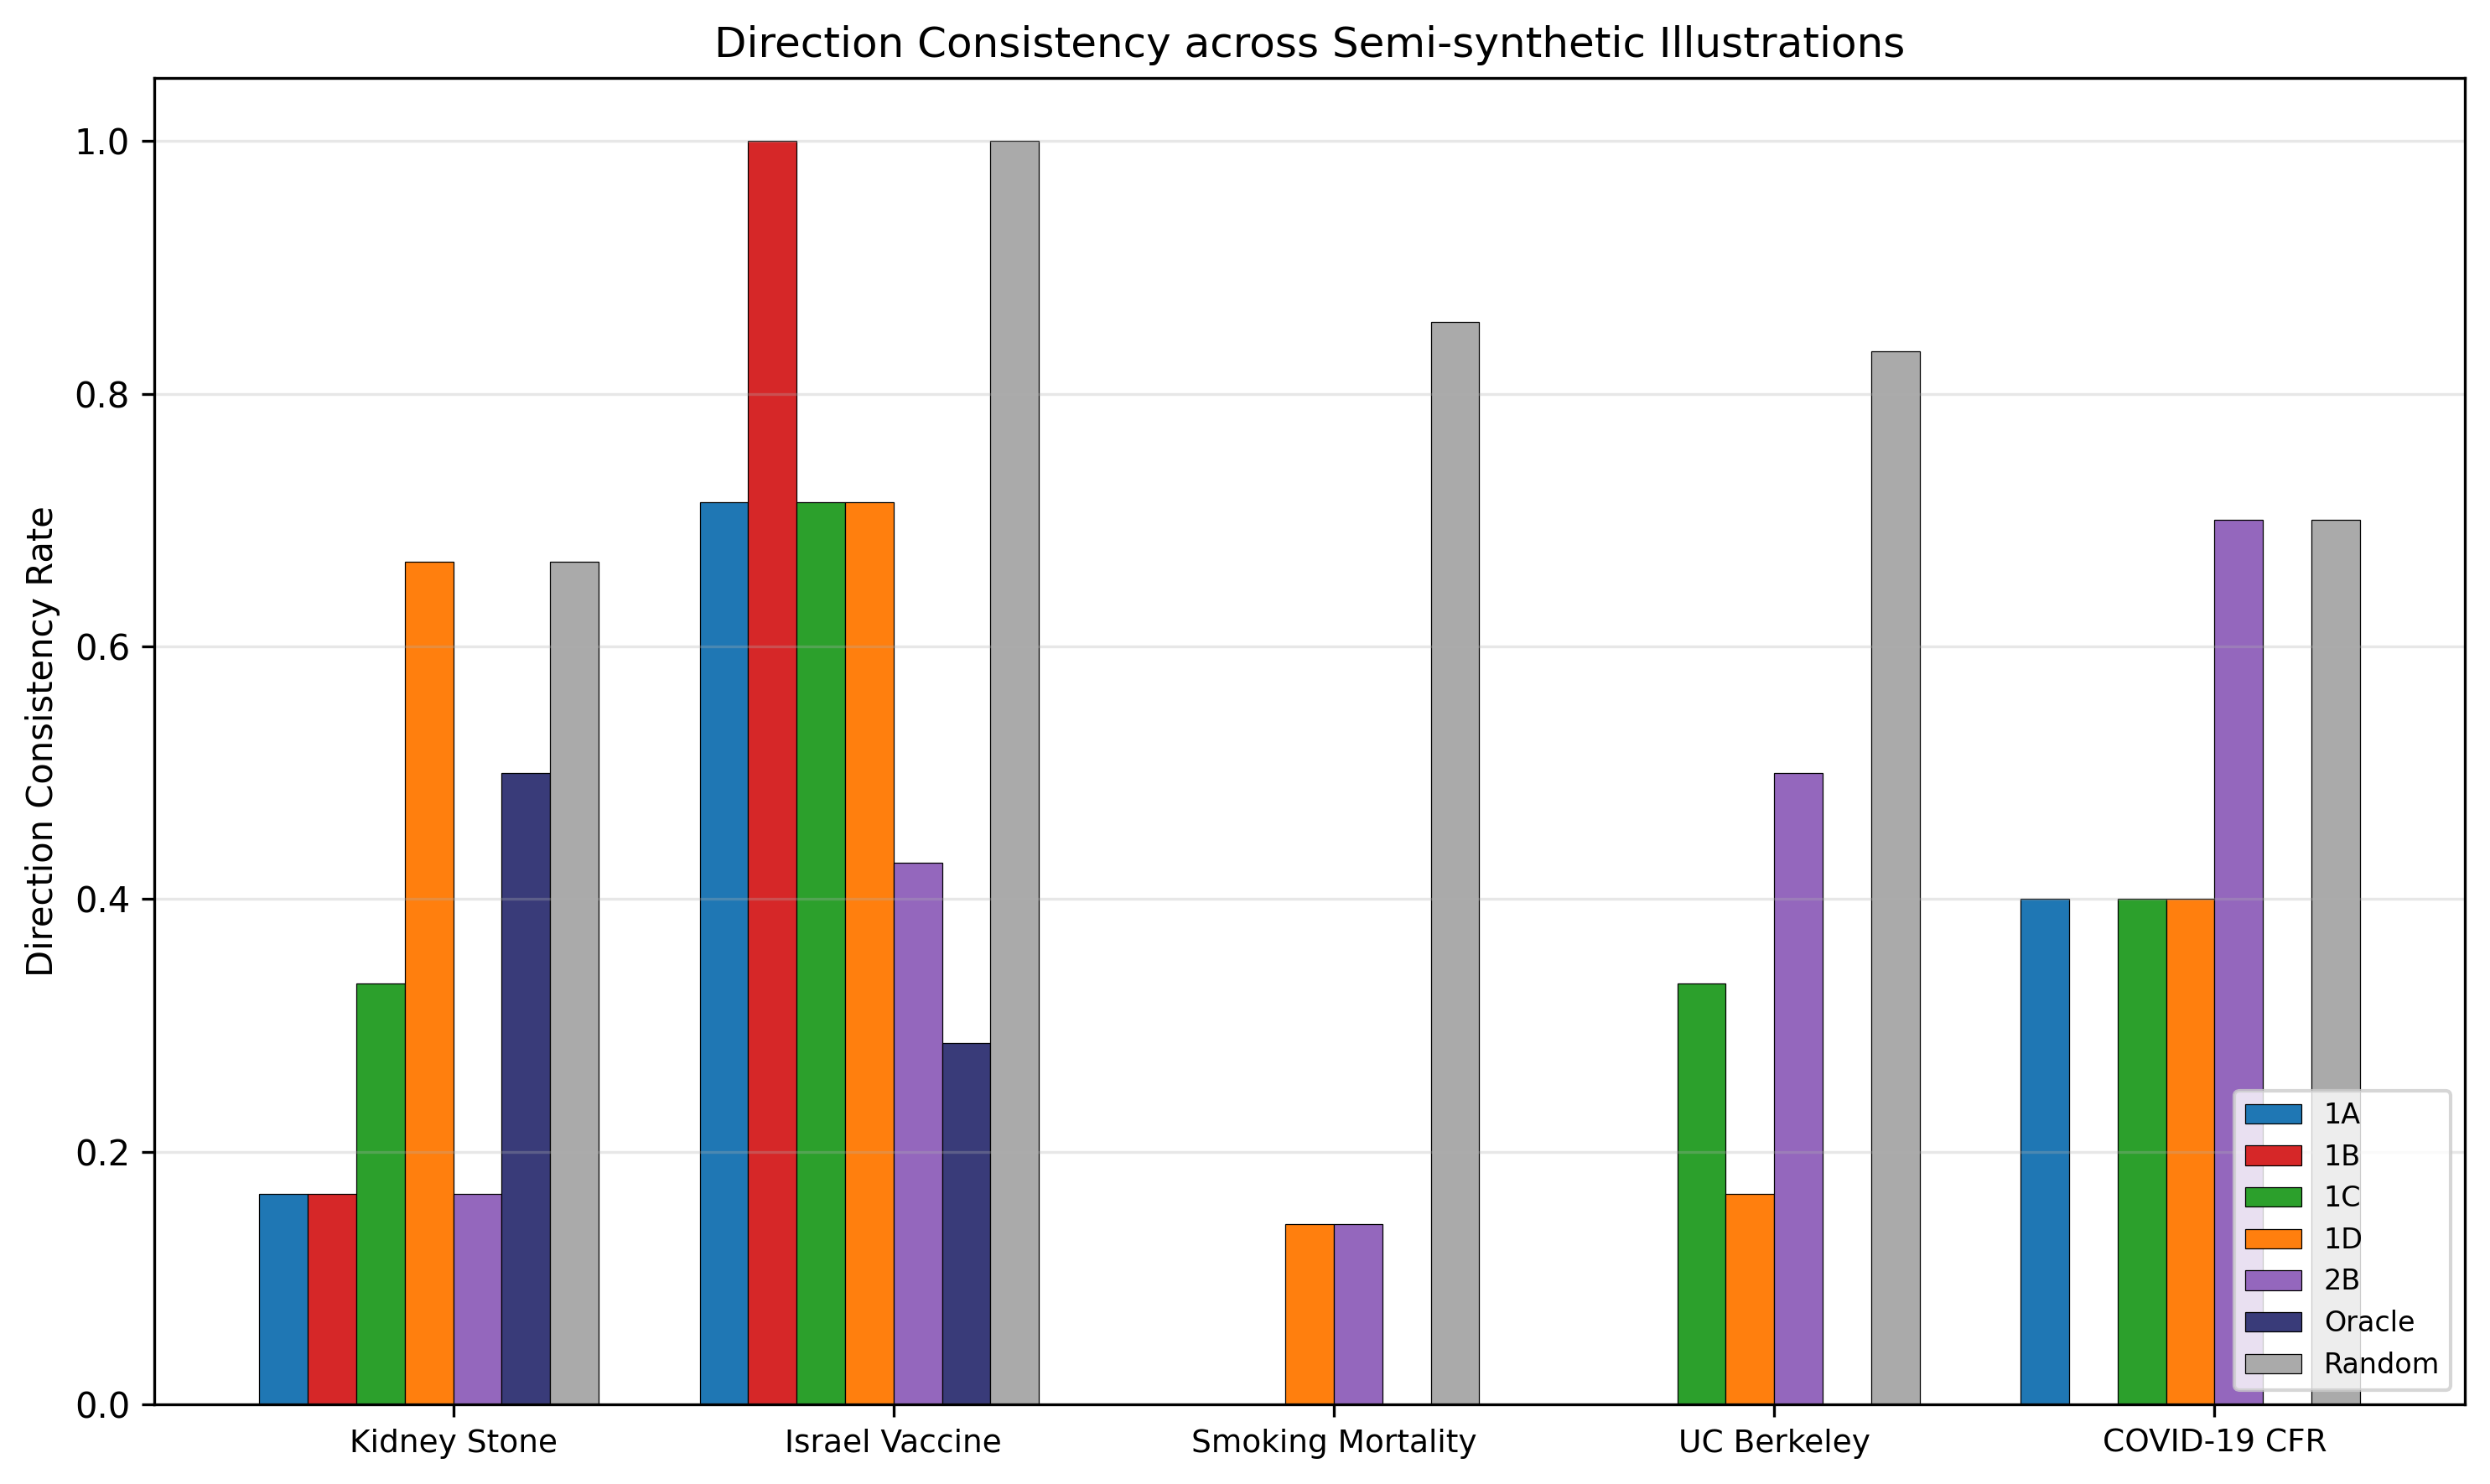 Direction Consistency across Semi-synthetic Illustrations
Direction Consistency Rate
1.0
0.8
0.6
0.4
0.2
0.0
Kidney Stone
Israel Vaccine
Smoking Mortality
UC Berkeley
COVID-19 CFR
1A
1B
1C
1D
2B
Oracle
Random